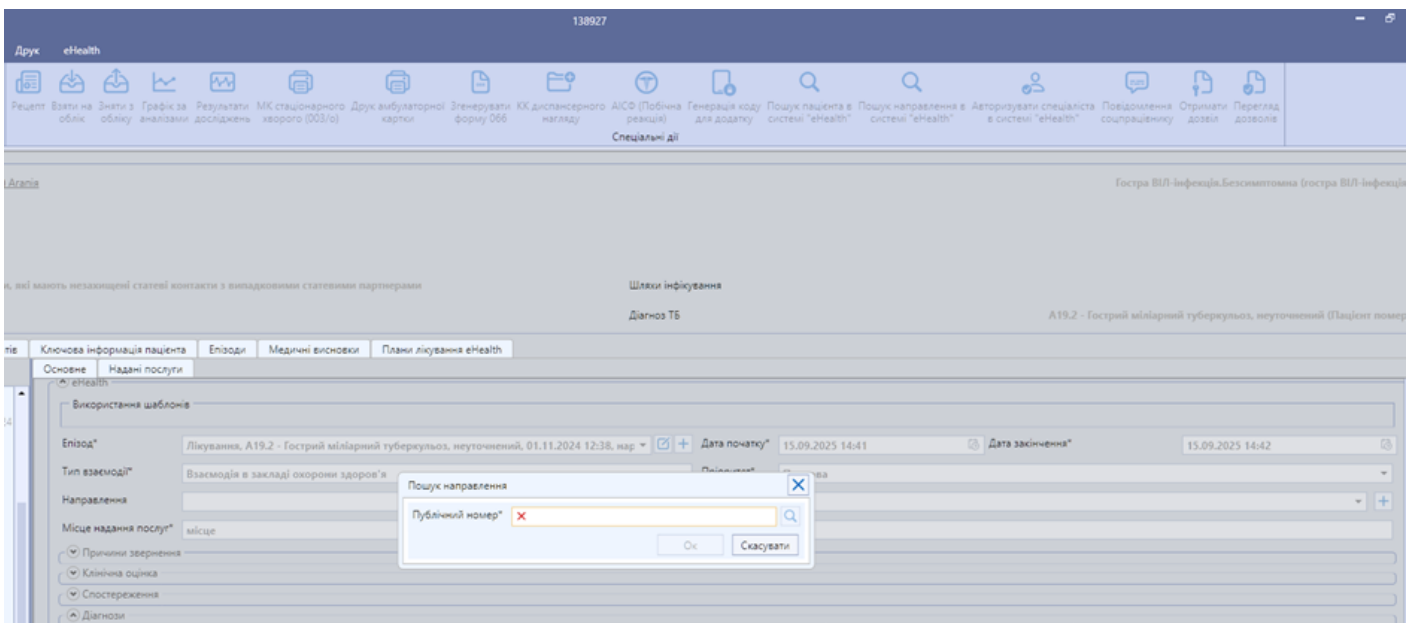 138927
Друк eHealth
Рецепт Взяти на облік Зняти з обліку Графік за аналізами Результати досліджень МК стаціонарного хворого (003/о) Друк амбулаторної картки Згенерувати форму 066 КК диспансерного нагляду АІСФ (Побічна реакція) Генерація коду для додатку Пошук пацієнта в системі "eHealth" Пошук направлення в системі "eHealth" Авторизувати спеціаліста в системі "eHealth" Повідомлення соцпрацівнику Отримати дозвіл Перегляд дозволів
Спеціальні дії
Агапія Гостра ВІЛ-інфекція.Безсимптомна (гостра ВІЛ-інфекція
які мають незахищені статеві контакти з випадковими статевими партнерами Шляхи інфікування
Діагноз ТБ А19.2 - Гострий міліарний туберкульоз, неуточнений (Пацієнт помер
тів Ключова інформація пацієнта Епізоди Медичні висновки Плани лікування eHealth
Основне Надані послуги
eHealth
Використання шаблонів
24
Епізод* Лікування, А19.2 - Гострий міліарний туберкульоз, неуточнений, 01.11.2024 12:38, нар Дата початку* 15.09.2025 14:41 Дата закінчення* 15.09.2025 14:42
Тип взаємодії* Взаємодія в закладі охорони здоров'я
Пошук направлення
Направлення
Публічний номер*
Місце надання послуг* місце
Ок Скасувати
Причини звернення
Клінічна оцінка
Спостереження
Діагнози